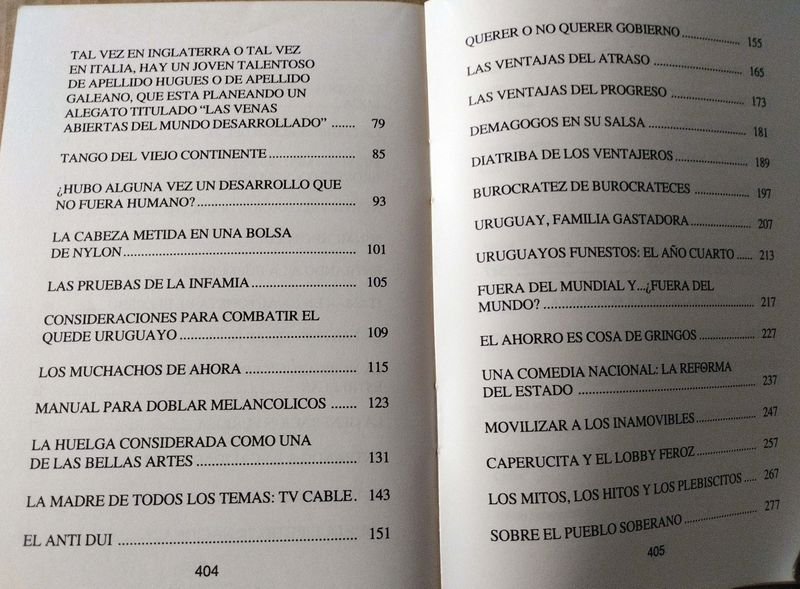 TAL VEZ EN INGLATERRA O TAL VEZ
EN ITALIA, HAY UN JOVEN TALENTOSO
DE APELLIDO HUGUES O DE APELLIDO
GALEANO, QUE ESTA PLANEANDO UN
ALEGATO TITULADO “LAS VENAS
ABIERTAS DEL MUNDO DESARROLLADO” ....... 79
TANGO DEL VIEJO CONTINENTE ........................... 85
¿HUBO ALGUNA VEZ UN DESARROLLO QUE
NO FUERA HUMANO? ................................................. 93
LA CABEZA METIDA EN UNA BOLSA
DE NYLON ..................................................................... 101
LAS PRUEBAS DE LA INFAMIA ................................ 105
CONSIDERACIONES PARA COMBATIR EL
QUEDE URUGUAYO ..................................................... 109
LOS MUCHACHOS DE AHORA .................................. 115
MANUAL PARA DOBLAR MELANCOLICOS ....... 123
LA HUELGA CONSIDERADA COMO UNA
DE LAS BELLAS ARTES ................................................ 131
LA MADRE DE TODOS LOS TEMAS: TV CABLE. 143
EL ANTI DUI .................................................................. 151
404
QUERER O NO QUERER GOBIERNO ................. 155
LAS VENTAJAS DEL ATRASO ......................... 165
LAS VENTAJAS DEL PROGRESO ..................... 173
DEMAGOGOS EN SU SALSA ........................... 181
DIATRIBA DE LOS VENTAJEROS .................... 189
BUROCRATEZ DE BUROCRATECES ................ 197
URUGUAY, FAMILIA GASTADORA ................. 207
URUGUAYOS FUNESTOS: EL AÑO CUARTO ..... 213
FUERA DEL MUNDIAL Y...¿FUERA DEL
MUNDO? ........................................................ 217
EL AHORRO ES COSA DE GRINGOS ................ 227
UNA COMEDIA NACIONAL: LA REFORMA
DEL ESTADO .................................................. 237
MOVILIZAR A LOS INAMOVIBLES .................. 247
CAPERUCITA Y EL LOBBY FEROZ ................... 257
LOS MITOS, LOS HITOS Y LOS PLEBISCITOS .... 267
SOBRE EL PUEBLO SOBERANO ....................... 277
405